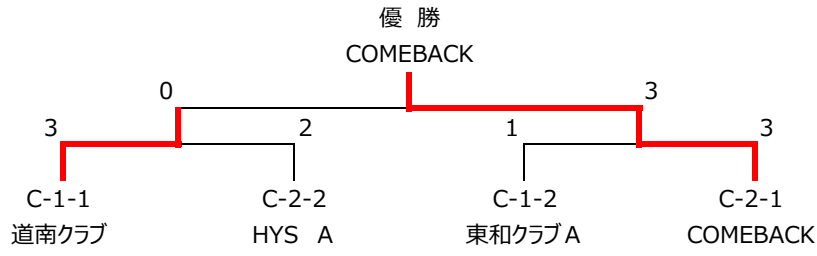 優 勝
COMEBACK
0 3
3 2 1 3
C-1-1 C-2-2 C-1-2 C-2-1
道南クラブ HYS A 東和クラブA COMEBACK